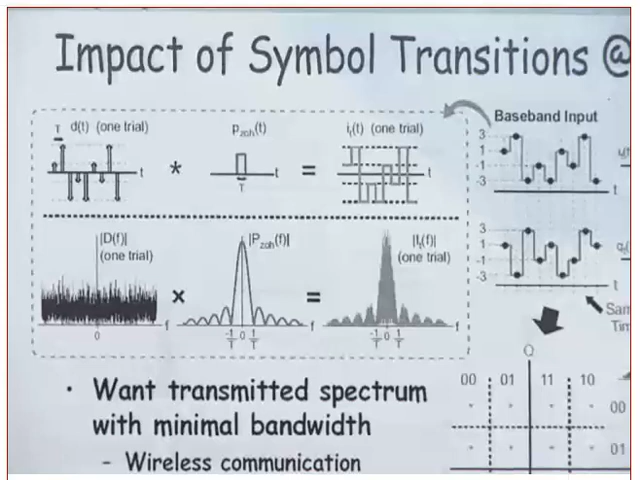 Impact of Symbol Transitions @
Baseband Input
T d(t) (one trial)
p_zoh(t)
i_t(t) (one trial)
t * t = t
T
3
1
-1
-3
t
|D(f)|
(one trial)
|P_zoh(f)|
|I_t(f)|
(one trial)
× =
0 f
-1/T 0 1/T f
-1/T 0 1/T f
3
1
-1
-3
t
Q
00 01 11 10
00
01
• Want transmitted spectrum
with minimal bandwidth
- Wireless communication